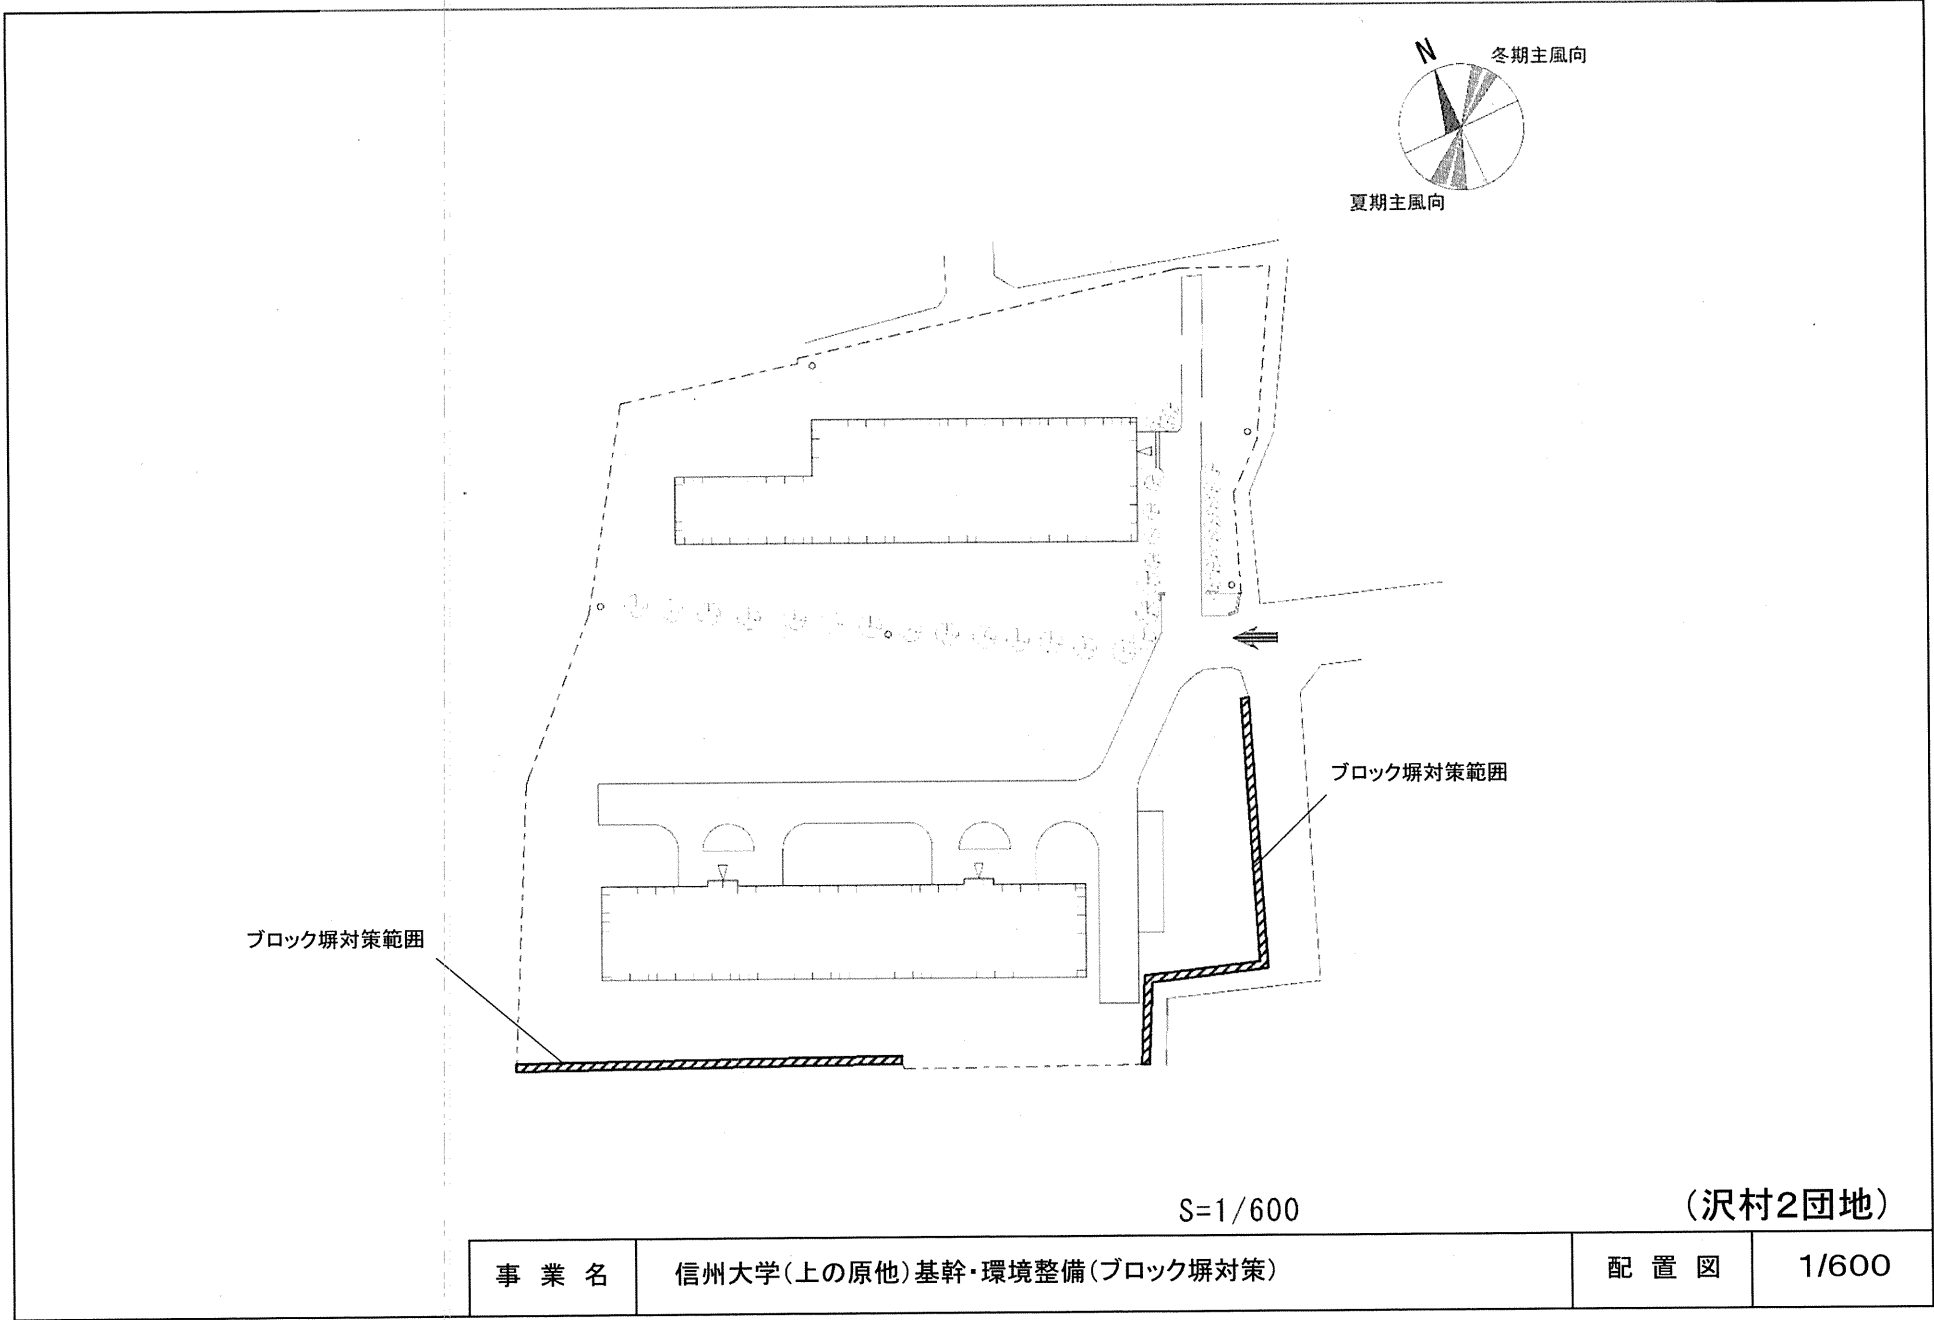 N
冬期主風向
夏期主風向
ブロック塀対策範囲
ブロック塀対策範囲
S=1/600
(沢村2団地)
事業名
信州大学(上の原他)基幹・環境整備(ブロック塀対策)
配置図
1/600